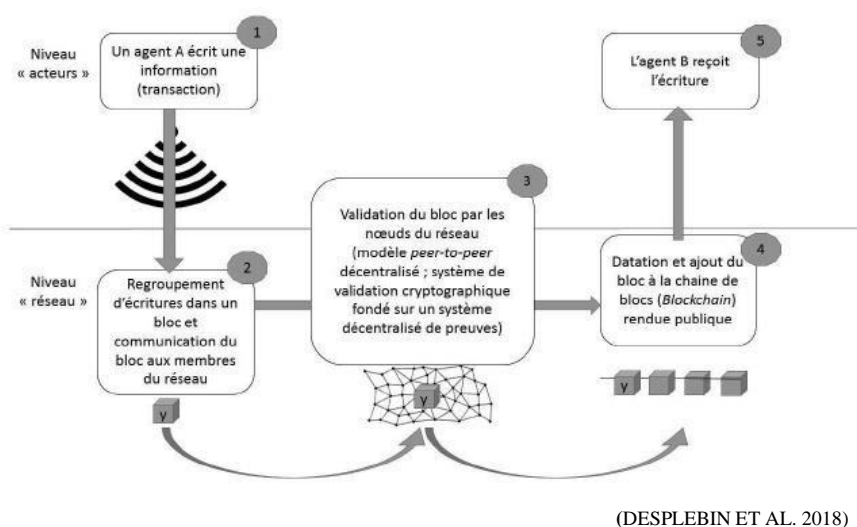 Niveau
« acteurs »
1
Un agent A écrit une
information
(transaction)
5
L'agent B reçoit
l'écriture
3
Validation du bloc par les
nœuds du réseau
(modèle peer-to-peer
décentralisé ; système de
validation cryptographique
fondé sur un système
décentralisé de preuves)
Niveau
« réseau »
2
Regroupement
d'écritures dans un
bloc et
communication du
bloc aux membres
du réseau
4
Datation et ajout du
bloc à la chaine de
blocs (Blockchain)
rendue publique
y
y
y
(DESPLEBIN ET AL. 2018)